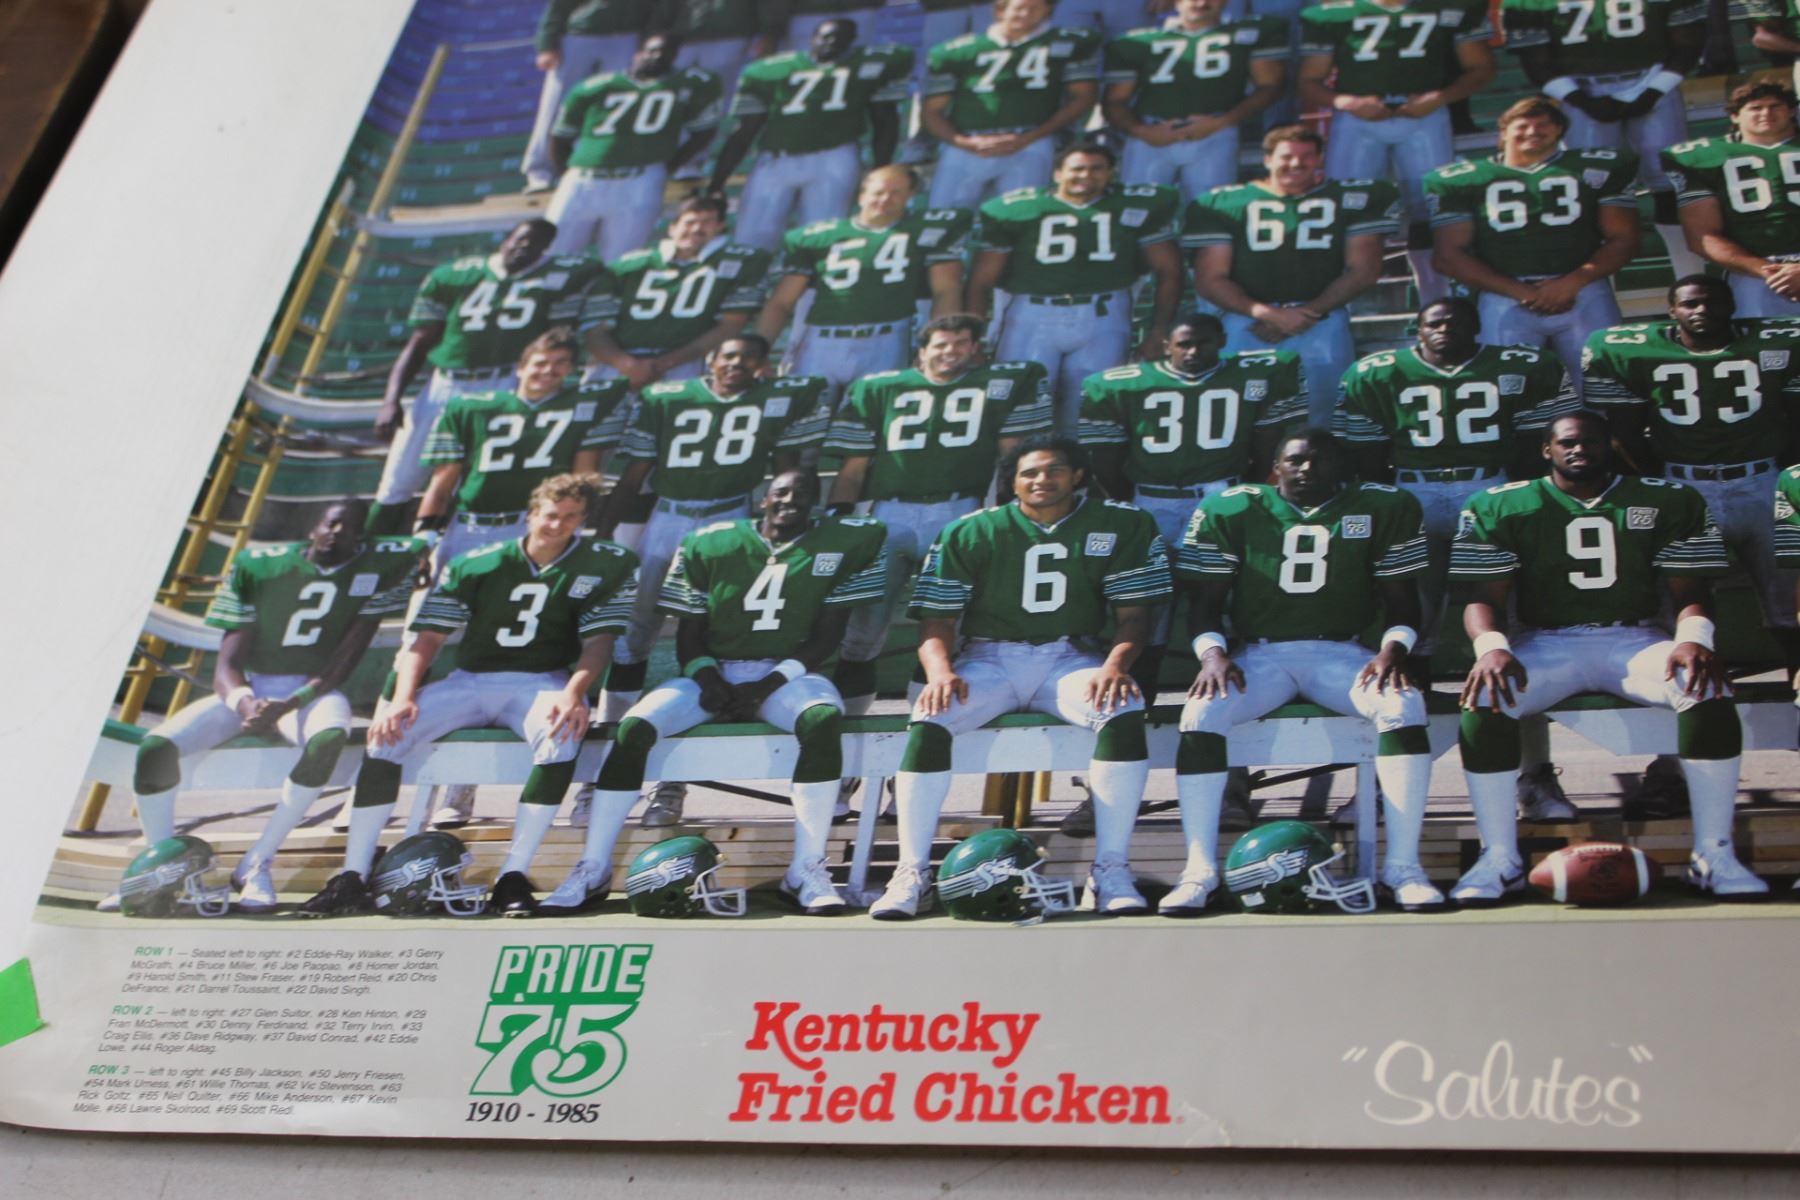 70 71 74 76 77 78
45 50 54 61 62 63 65
27 28 29 30 32 33
2 3 4 6 8 9
ROW 1 — Seated left to right: #2 Eddie-Ray Walker, #3 Gerry
McGrath, #4 Bruce Miller, #6 Joe Paopao, #8 Homer Jordan,
#9 Harold Smith, #11 Stew Fraser, #19 Robert Reid, #20 Chris
DeFrance, #21 Darrel Toussaint, #22 David Singh.
ROW 2 — left to right: #27 Glen Suitor, #28 Ken Hinton, #29
Fran McDermott, #30 Denny Ferdinand, #32 Terry Irvin, #33
Craig Ellis, #36 Dave Ridgway, #37 David Conrad, #42 Eddie
Lowe, #44 Roger Aldag.
ROW 3 — left to right: #45 Billy Jackson, #50 Jerry Friesen,
#54 Mark Urness, #61 Willie Thomas, #62 Vic Stevenson, #63
Rick Goltz, #65 Neil Quilter, #66 Mike Anderson, #67 Kevin
Molle, #68 Lawrie Skolrood, #69 Scott Redl.
PRIDE
75
1910 - 1985
Kentucky
Fried Chicken
"Salutes"